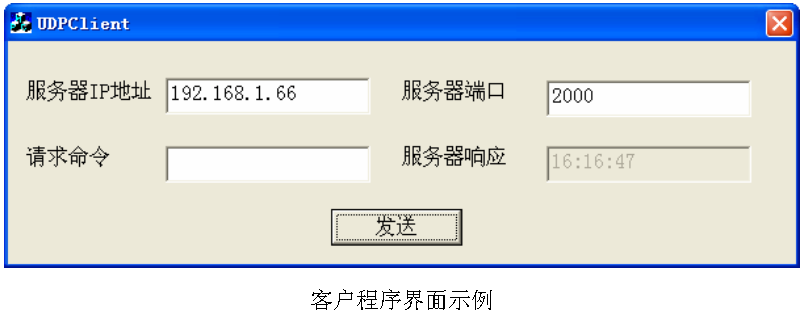 UDPClient
服务器IP地址 192.168.1.66 服务器端口 2000
请求命令 服务器响应 16:16:47
发送
客户程序界面示例